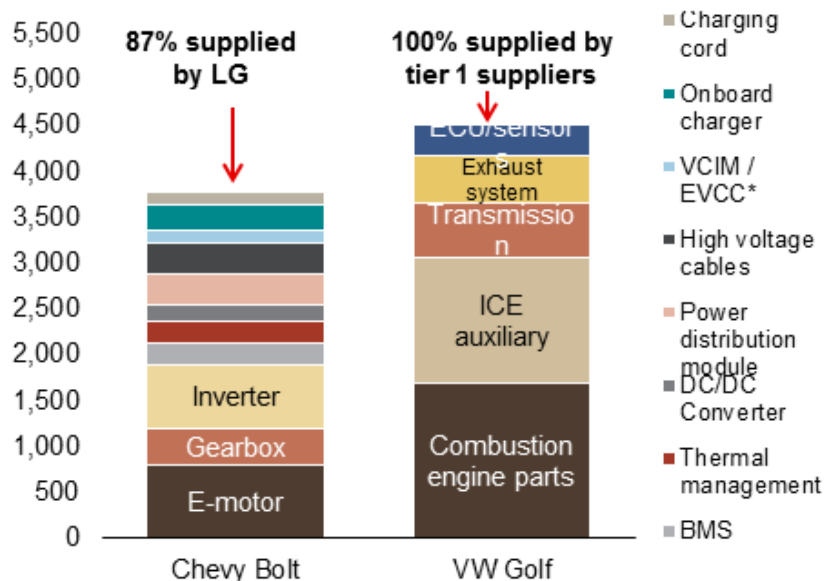 5,500
5,000
4,500
4,000
3,500
3,000
2,500
2,000
1,500
1,000
500
0
87% supplied
by LG
100% supplied by
tier 1 suppliers
Inverter
Gearbox
E-motor
ECU/sensor
s
Exhaust
system
Transmissio
n
ICE
auxiliary
Combustion
engine parts
Chevy Bolt
VW Golf
Charging
cord
Onboard
charger
VCIM /
EVCC*
High voltage
cables
Power
distribution
module
DC/DC
Converter
Thermal
management
BMS